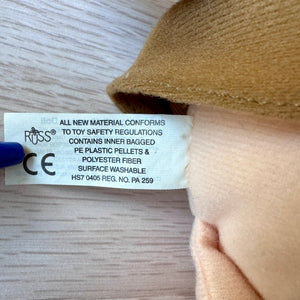 RUSS®
ALL NEW MATERIAL CONFORMS
TO TOY SAFETY REGULATIONS
CONTAINS INNER BAGGED
PE PLASTIC PELLETS &
POLYESTER FIBER
SURFACE WASHABLE
HS7 0405 REG. NO. PA 259
CE